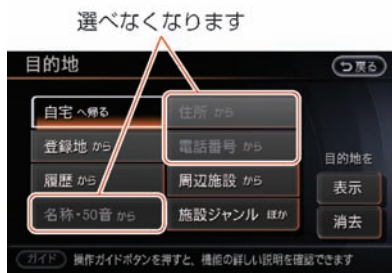 選べなくなります
目的地
戻る
自宅 へ帰る
住所 から
登録地 から
電話番号 から
目的地を
履歴 から
周辺施設 から
表示
名称・50音 から
施設ジャンル ほか
消去
ガイド 操作ガイドボタンを押すと、機能の詳しい説明を確認できます